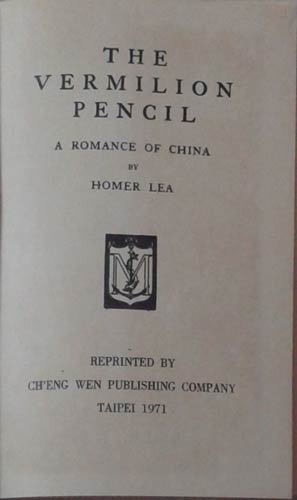 THE
VERMILION
PENCIL
A ROMANCE OF CHINA
BY
HOMER LEA
REPRINTED BY
CH'ENG WEN PUBLISHING COMPANY
TAIPEI 1971